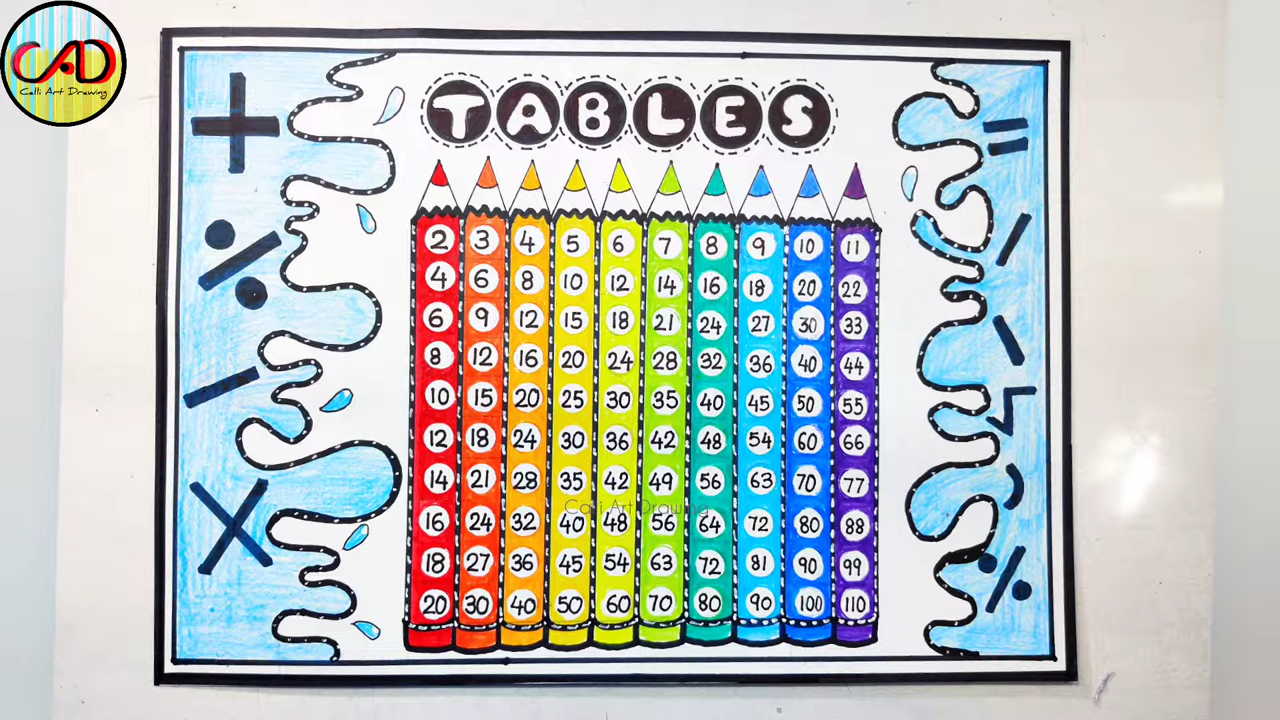 CAD
Calli Art Drawing
TABLES
2 3 4 5 6 7 8 9 10 11
4 6 8 10 12 14 16 18 20 22
6 9 12 15 18 21 24 27 30 33
8 12 16 20 24 28 32 36 40 44
10 15 20 25 30 35 40 45 50 55
12 18 24 30 36 42 48 54 60 66
14 21 28 35 42 49 56 63 70 77
16 24 32 40 48 56 64 72 80 88
Calli Art Drawing
18 27 36 45 54 63 72 81 90 99
20 30 40 50 60 70 80 90 100 110
+
÷
−
×
=
/
\
%